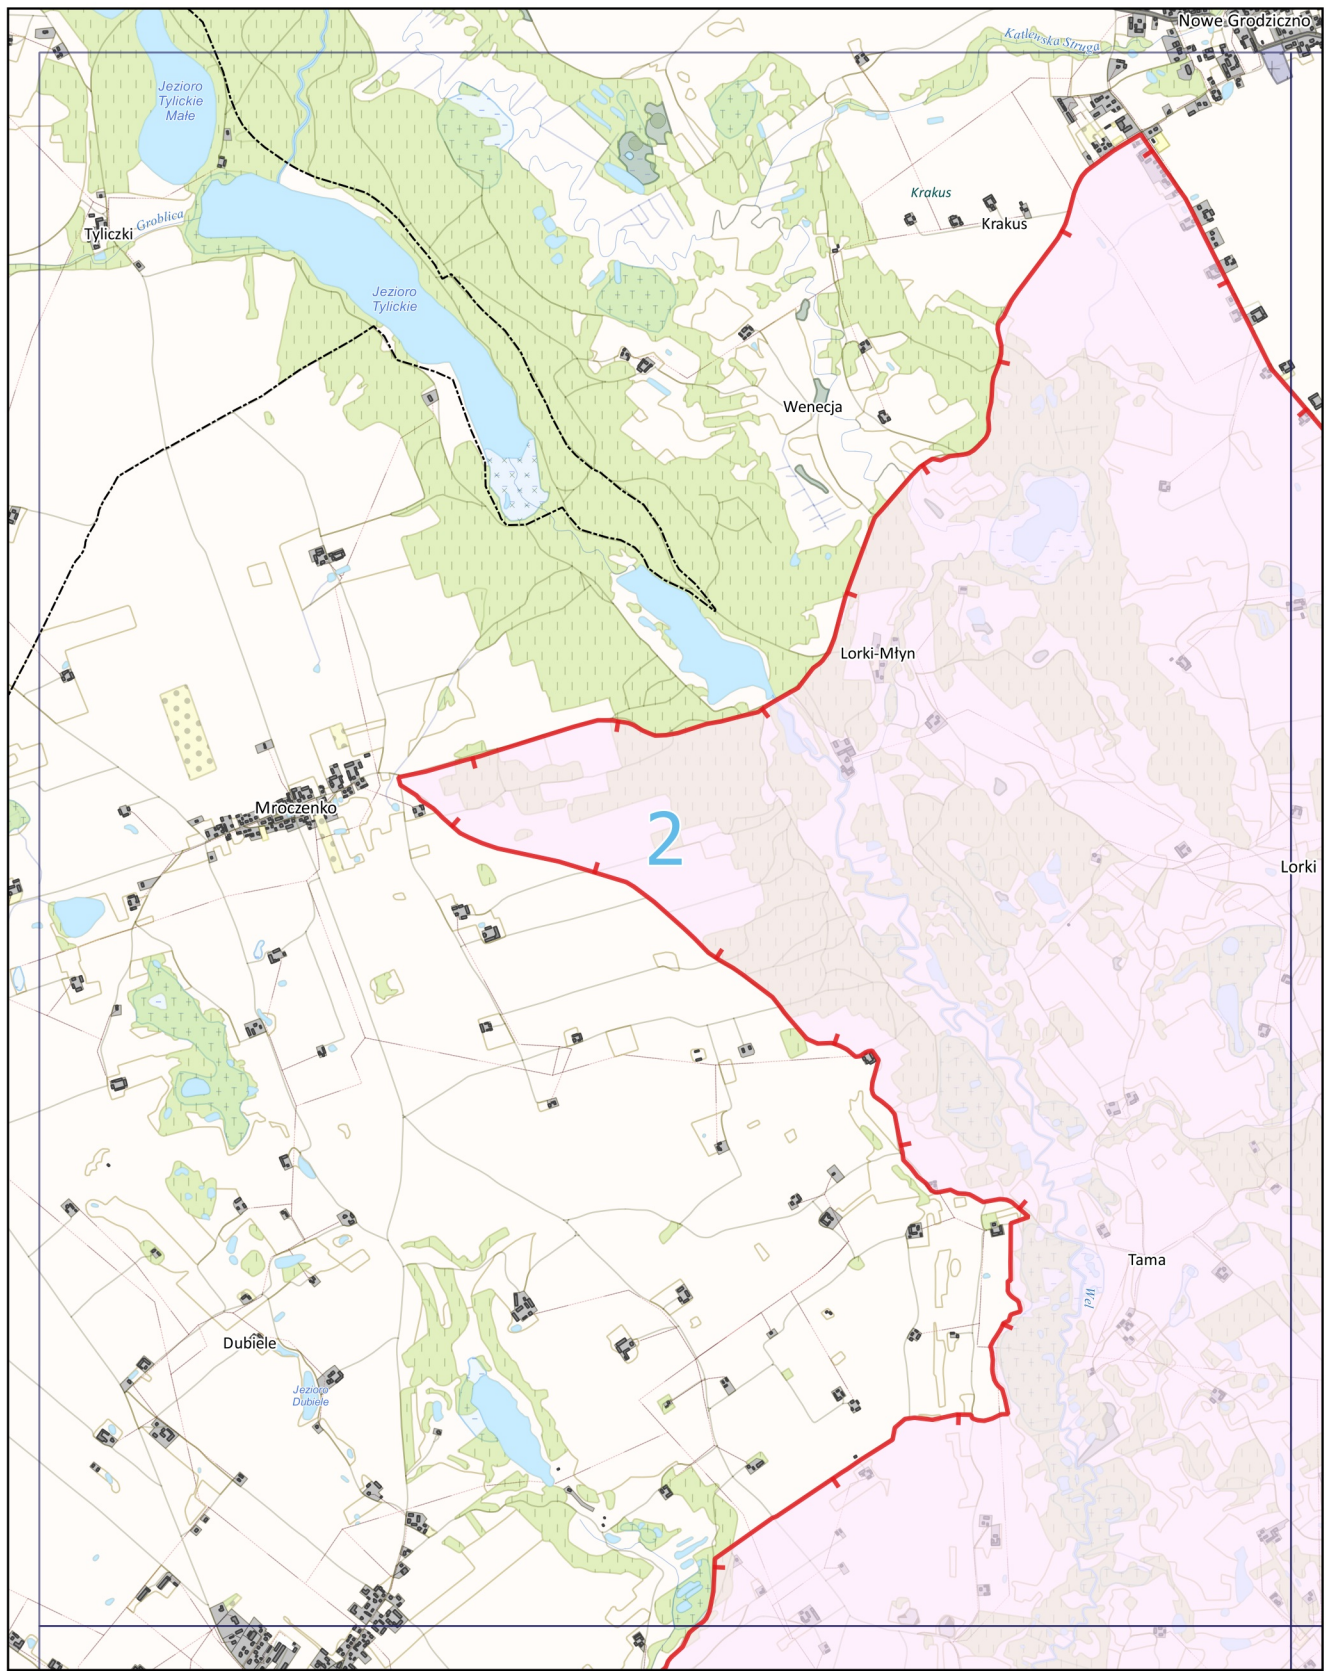 Nowe Grodziczno
Katlewska Struga
Jezioro
Tylickie
Małe
Krakus
Krakus
Groblica
Tyliczki
Jezioro
Tylickie
Wenecja
Lorki-Młyn
Mroczenko
2
Lorki
Tama
Wel
Dubiele
Jezioro
Dubiele